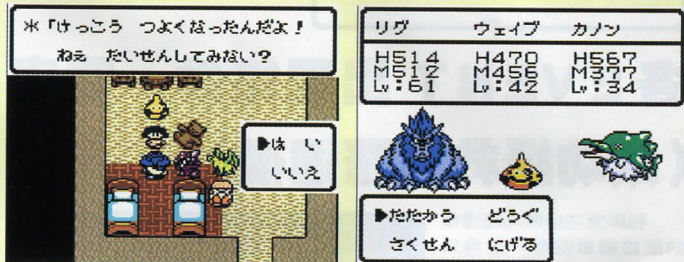 ＊「けっこう つよくなったんだよ！
ねぇ たいせんしてみない？
▶はい
いいえ
リグ ウェイブ カノン
H514 H470 H567
M512 M456 M377
Lv:61 Lv:42 Lv:34
▶たたかう どうぐ
さくせん にげる